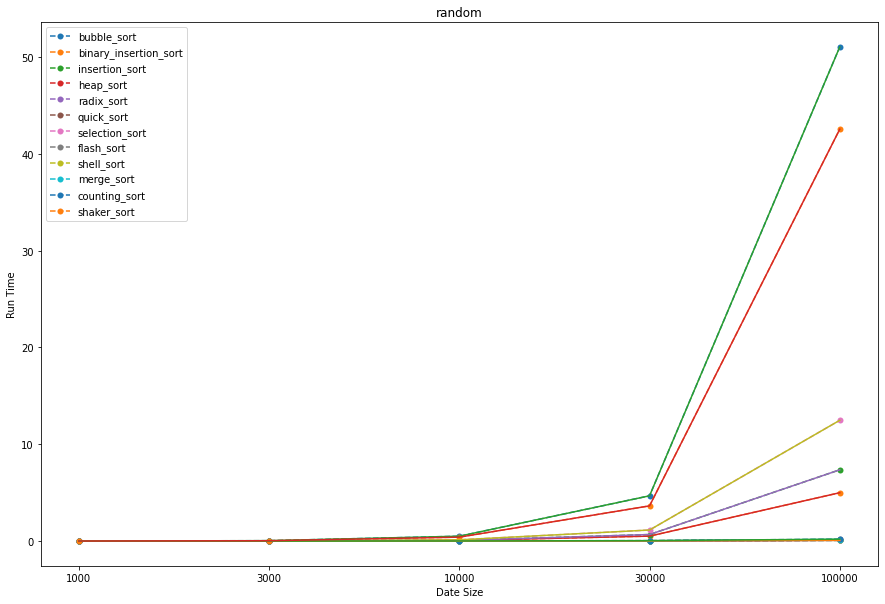 random
bubble_sort
binary_insertion_sort
insertion_sort
heap_sort
radix_sort
quick_sort
selection_sort
flash_sort
shell_sort
merge_sort
counting_sort
shaker_sort
50
40
30
20
10
0
Run Time
1000 3000 10000 30000 100000
Date Size